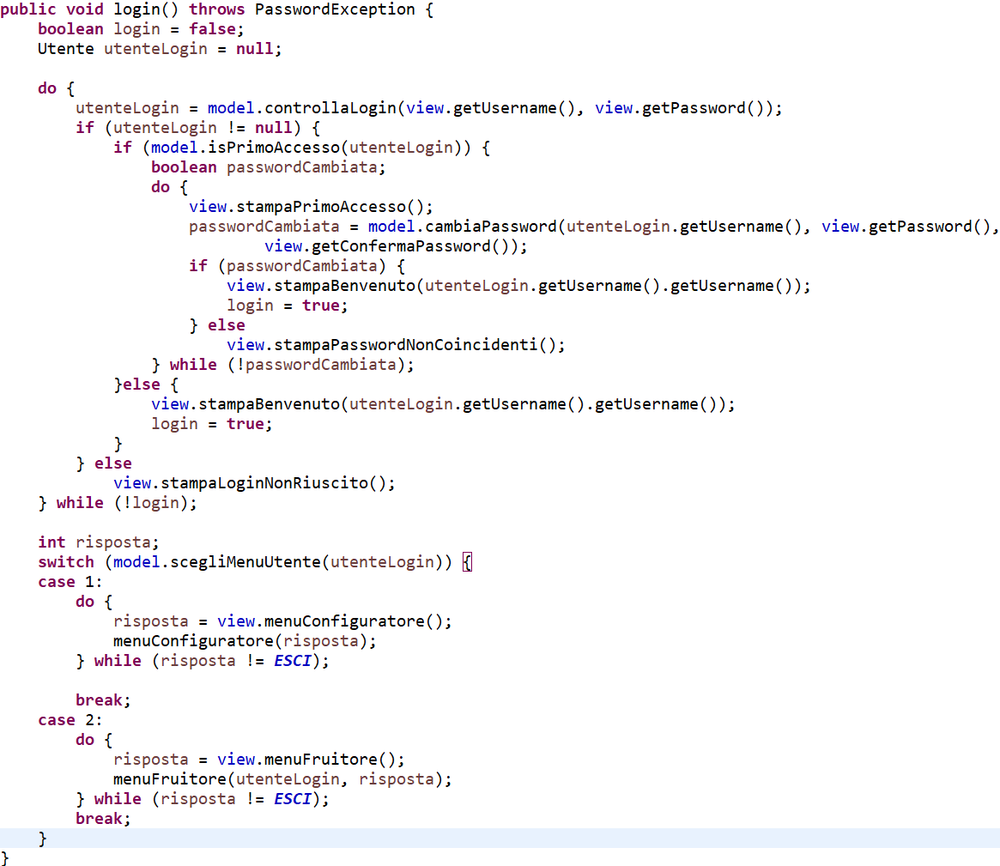 public void login() throws PasswordException {
    boolean login = false;
    Utente utenteLogin = null;

    do {
        utenteLogin = model.controllaLogin(view.getUsername(), view.getPassword());
        if (utenteLogin != null) {
            if (model.isPrimoAccesso(utenteLogin)) {
                boolean passwordCambiata;
                do {
                    view.stampaPrimoAccesso();
                    passwordCambiata = model.cambiaPassword(utenteLogin.getUsername(), view.getPassword(),
                            view.getConfermaPassword());
                    if (passwordCambiata) {
                        view.stampaBenvenuto(utenteLogin.getUsername().getUsername());
                        login = true;
                    } else
                        view.stampaPasswordNonCoincidenti();
                } while (!passwordCambiata);
            }else {
                view.stampaBenvenuto(utenteLogin.getUsername().getUsername());
                login = true;
            }
        } else
            view.stampaLoginNonRiuscito();
    } while (!login);

    int risposta;
    switch (model.scegliMenuUtente(utenteLogin)) {
    case 1:
        do {
            risposta = view.menuConfiguratore();
            menuConfiguratore(risposta);
        } while (risposta != ESCI);

        break;
    case 2:
        do {
            risposta = view.menuFruitore();
            menuFruitore(utenteLogin, risposta);
        } while (risposta != ESCI);
        break;
    }
}